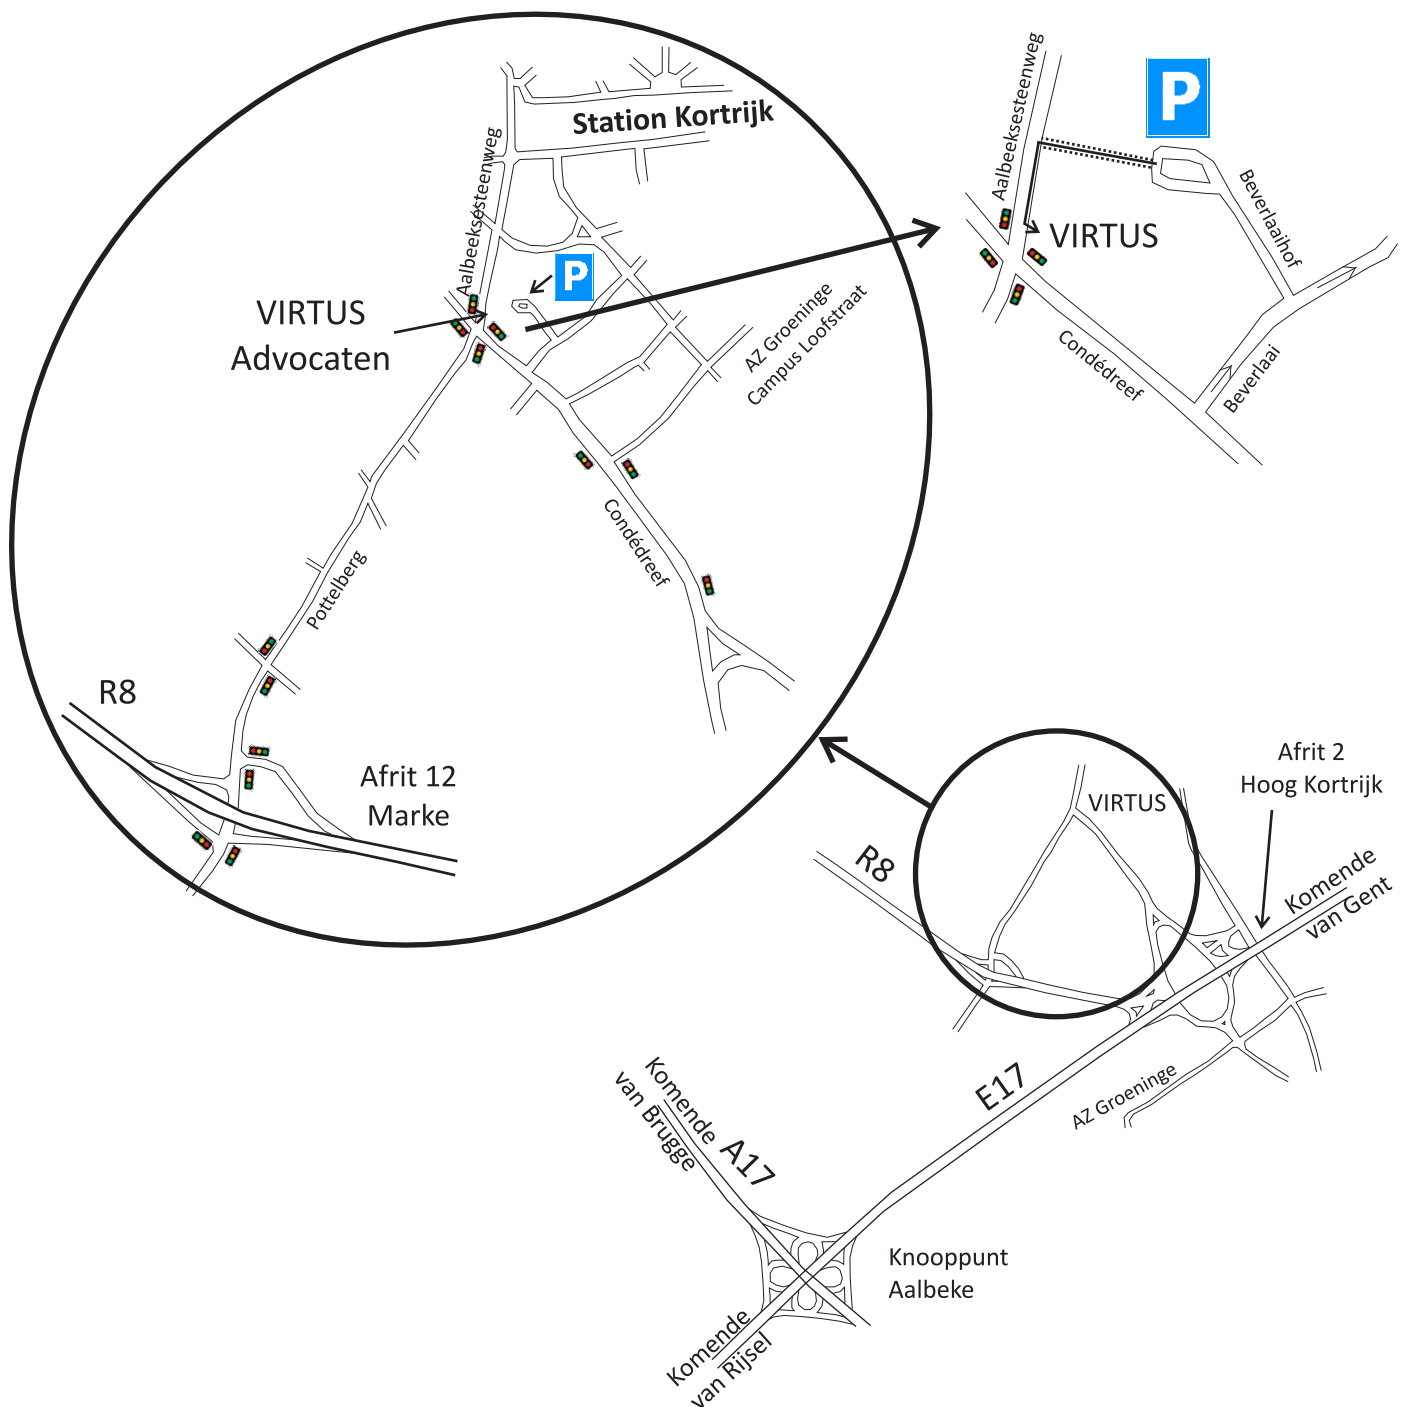 Station Kortrijk
Aalbeeksesteenweg
P
VIRTUS
Advocaten
AZ Groeninge
Campus Loofstraat
Condédreef
Pottelberg
R8
Afrit 12
Marke
Aalbeeksesteenweg
P
Beverlaaihof
VIRTUS
Condédreef
Beverlaai
Afrit 2
Hoog Kortrijk
VIRTUS
R8
Komende
van Gent
E17
AZ Groeninge
Komende
van Brugge
A17
Knooppunt
Aalbeke
Komende
van Rijsel